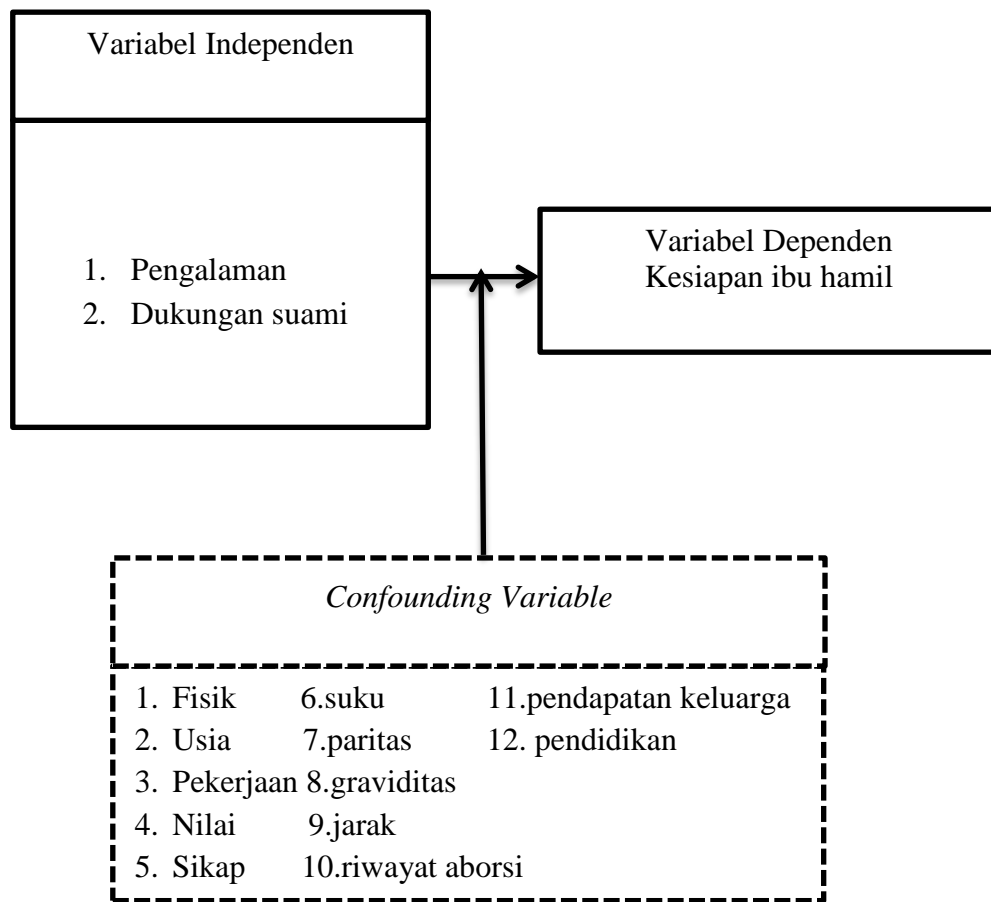 Variabel Independen
1. Pengalaman
2. Dukungan suami
Variabel Dependen
Kesiapan ibu hamil
Confounding Variable
1. Fisik 6.suku 11.pendapatan keluarga
2. Usia 7.paritas 12. pendidikan
3. Pekerjaan 8.graviditas
4. Nilai 9.jarak
5. Sikap 10.riwayat aborsi